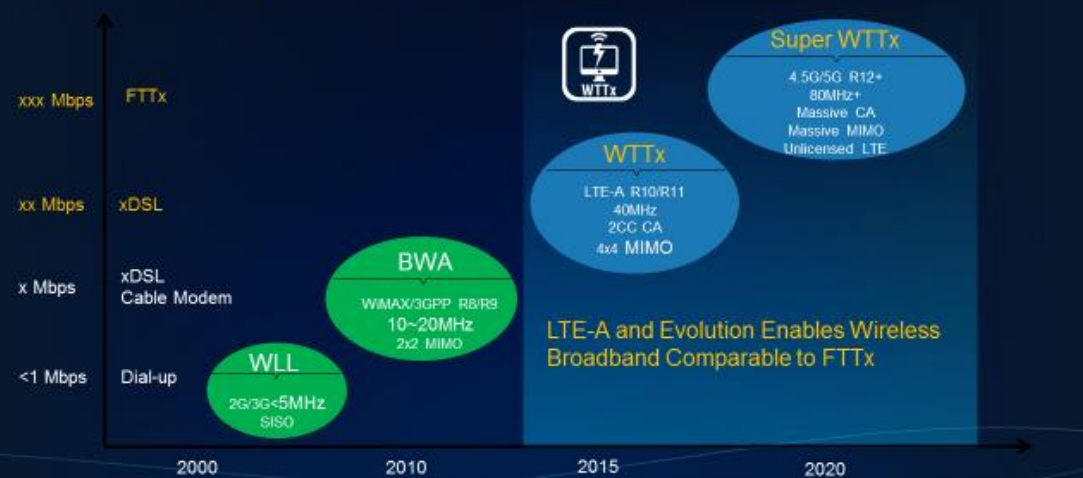 Super WTTx
4.5G/5G R12+
80MHz+
Massive CA
Massive MIMO
Unlicensed LTE
WTTx
xxx Mbps
FTTx
WTTx
LTE-A R10/R11
40MHz
2CC CA
4x4 MIMO
xx Mbps
xDSL
BWA
WiMAX/3GPP R8/R9
10~20MHz
2x2 MIMO
x Mbps
xDSL
Cable Modem
LTE-A and Evolution Enables Wireless
Broadband Comparable to FTTx
WLL
2G/3G<5MHz
SISO
<1 Mbps
Dial-up
2000
2010
2015
2020